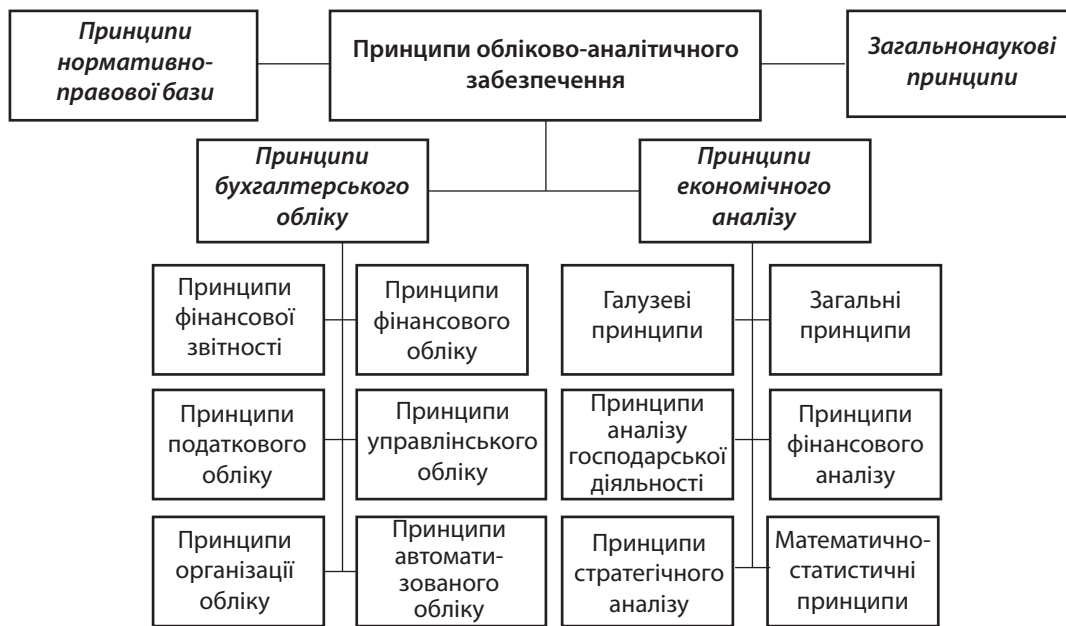 Принципи
нормативно-
правової бази
Принципи обліково-аналітичного
забезпечення
Загальнонаукові
принципи
Принципи
бухгалтерського
обліку
Принципи
економічного
аналізу
Принципи
фінансової
звітності
Принципи
фінансового
обліку
Галузеві
принципи
Загальні
принципи
Принципи
податкового
обліку
Принципи
управлінського
обліку
Принципи
аналізу
господарської
діяльності
Принципи
фінансового
аналізу
Принципи
організації
обліку
Принципи
автомати-
зованого
обліку
Принципи
стратегічного
аналізу
Математично-
статистичні
принципи